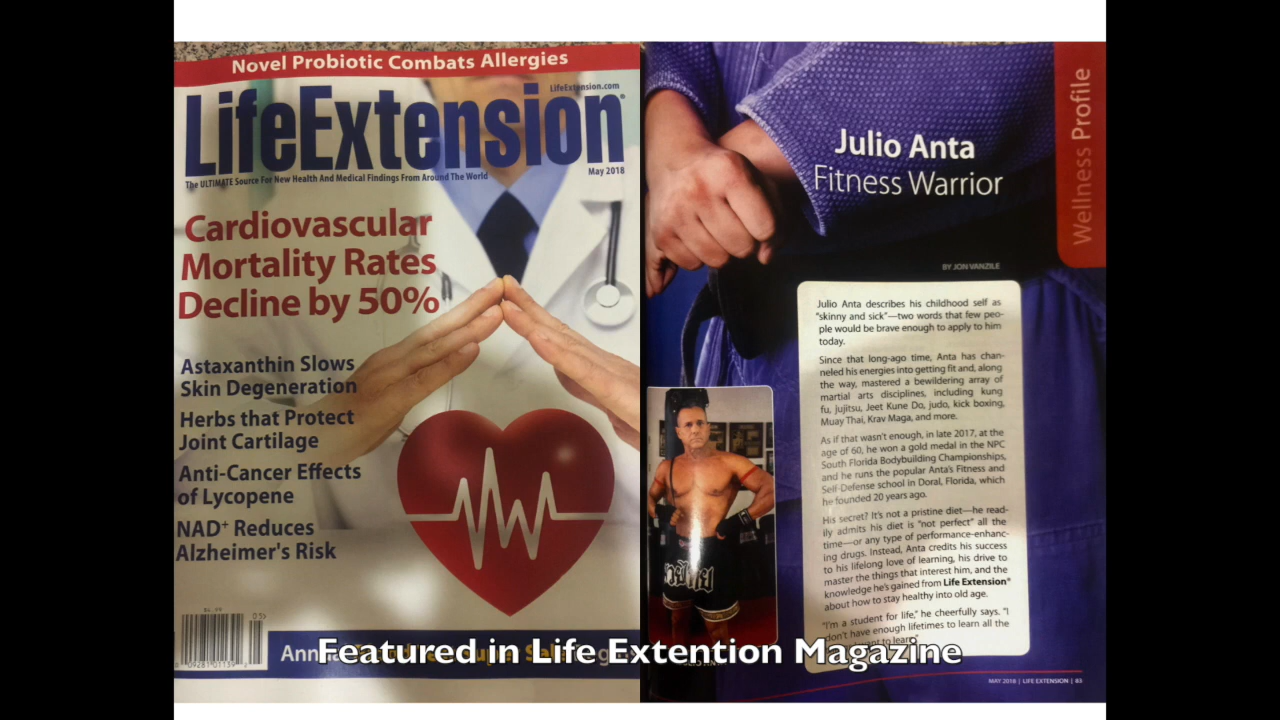 Novel Probiotic Combats Allergies
LifeExtension.com
LifeExtension®
The ULTIMATE Source For New Health And Medical Findings From Around The World
May 2018
Cardiovascular
Mortality Rates
Decline by 50%
Astaxanthin Slows
Skin Degeneration
Herbs that Protect
Joint Cartilage
Anti-Cancer Effects
of Lycopene
NAD+ Reduces
Alzheimer's Risk
Wellness Profile
Julio Anta
Fitness Warrior
BY JON VANZILE
Julio Anta describes his childhood self as
"skinny and sick"—two words that few peo-
ple would be brave enough to apply to him
today.
Since that long-ago time, Anta has chan-
neled his energies into getting fit and, along
the way, mastered a bewildering array of
martial arts disciplines, including kung
fu, jujitsu, Jeet Kune Do, judo, kick boxing,
Muay Thai, Krav Maga, and more.
As if that wasn't enough, in late 2017, at the
age of 60, he won a gold medal in the NPC
South Florida Bodybuilding Championships,
and he runs the popular Anta's Fitness and
Self-Defense school in Doral, Florida, which
he founded 20 years ago.
His secret? It's not a pristine diet—he read-
ily admits his diet is "not perfect" all the
time—or any type of performance-enhanc-
ing drugs. Instead, Anta credits his success
to his lifelong love of learning, his drive to
master the things that interest him, and the
knowledge he's gained from Life Extension®
about how to stay healthy into old age.
"I'm a student for life," he cheerfully says. "I
don't have enough lifetimes to learn all the
want to learn."
Featured in Life Extention Magazine
MAY 2018 | LIFE EXTENSION | 83